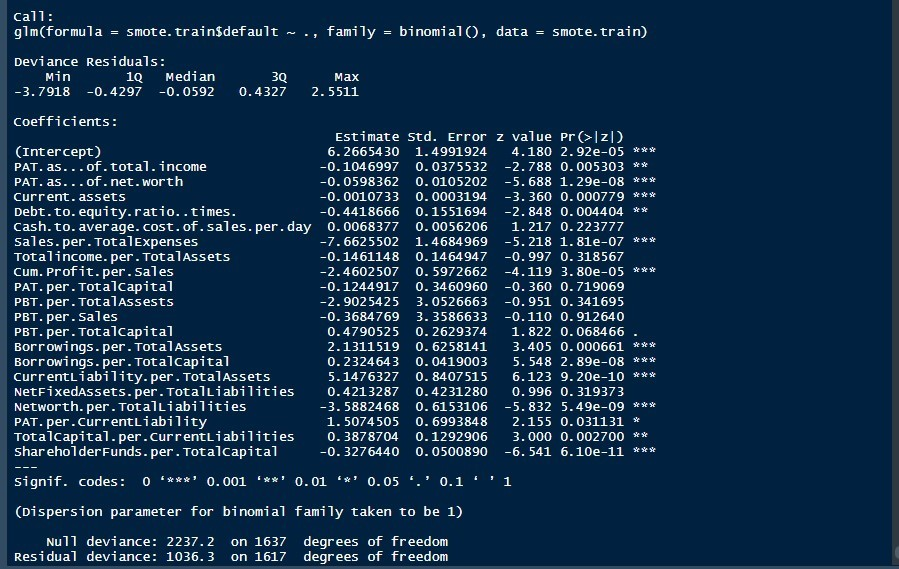 Call:
glm(formula = smote.train$default ~ ., family = binomial(), data = smote.train)
Deviance Residuals:
Min 1Q Median 3Q Max
-3.7918 -0.4297 -0.0592 0.4327 2.5511
Coefficients:
Estimate Std. Error z value Pr(>|z|)
(Intercept) 6.2665430 1.4991924 4.180 2.92e-05 ***
PAT.as...of.total.income -0.1046997 0.0375532 -2.788 0.005303 **
PAT.as...of.net.worth -0.0598362 0.0105202 -5.688 1.29e-08 ***
Current.assets -0.0010733 0.0003194 -3.360 0.000779 ***
Debt.to.equity.ratio..times. -0.4418666 0.1551694 -2.848 0.004404 **
Cash.to.average.cost.of.sales.per.day 0.0068377 0.0056206 1.217 0.223777
Sales.per.TotalExpenses -7.6625502 1.4684969 -5.218 1.81e-07 ***
Totalincome.per.TotalAssets -0.1461148 0.1464947 -0.997 0.318567
Cum.Profit.per.Sales -2.4602507 0.5972662 -4.119 3.80e-05 ***
PAT.per.TotalCapital -0.1244917 0.3460960 -0.360 0.719069
PBT.per.TotalAssests -2.9025425 3.0526663 -0.951 0.341695
PBT.per.Sales -0.3684769 3.3586633 -0.110 0.912640
PBT.per.TotalCapital 0.4790525 0.2629374 1.822 0.068466 .
Borrowings.per.TotalAssets 2.1311519 0.6258141 3.405 0.000661 ***
Borrowings.per.TotalCapital 0.2324643 0.0419003 5.548 2.89e-08 ***
CurrentLiability.per.TotalAssets 5.1476327 0.8407515 6.123 9.20e-10 ***
NetFixedAssets.per.TotalLiabilities 0.4213287 0.4231280 0.996 0.319373
Networth.per.TotalLiabilities -3.5882468 0.6153106 -5.832 5.49e-09 ***
PAT.per.CurrentLiability 1.5074505 0.6993848 2.155 0.031131 *
TotalCapital.per.CurrentLiabilities 0.3878704 0.1292906 3.000 0.002700 **
ShareholderFunds.per.TotalCapital -0.3276440 0.0500890 -6.541 6.10e-11 ***
---
Signif. codes: 0 ‘***’ 0.001 ‘**’ 0.01 ‘*’ 0.05 ‘.’ 0.1 ‘ ’ 1
(Dispersion parameter for binomial family taken to be 1)
Null deviance: 2237.2 on 1637 degrees of freedom
Residual deviance: 1036.3 on 1617 degrees of freedom